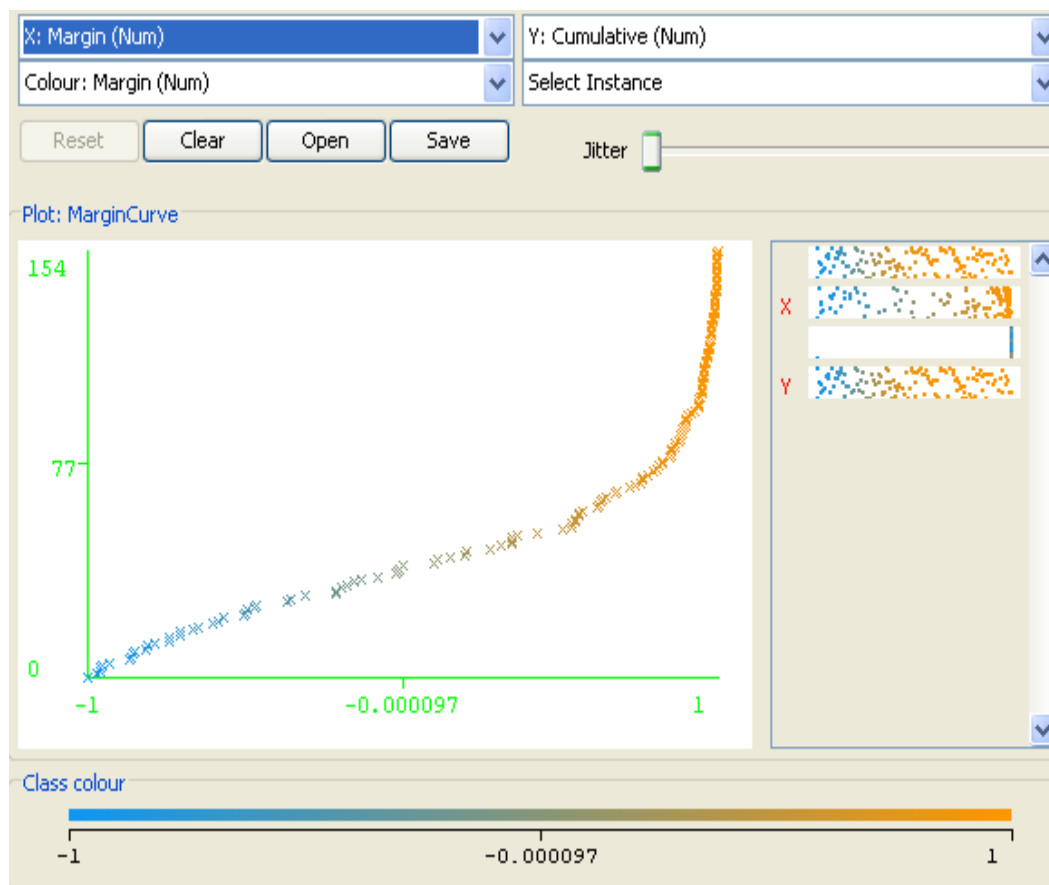 X: Margin (Num) Y: Cumulative (Num)
Colour: Margin (Num) Select Instance
Reset Clear Open Save Jitter
Plot: MarginCurve
154
X
Y
77
0
-1 -0.000097 1
Class colour
-1 -0.000097 1